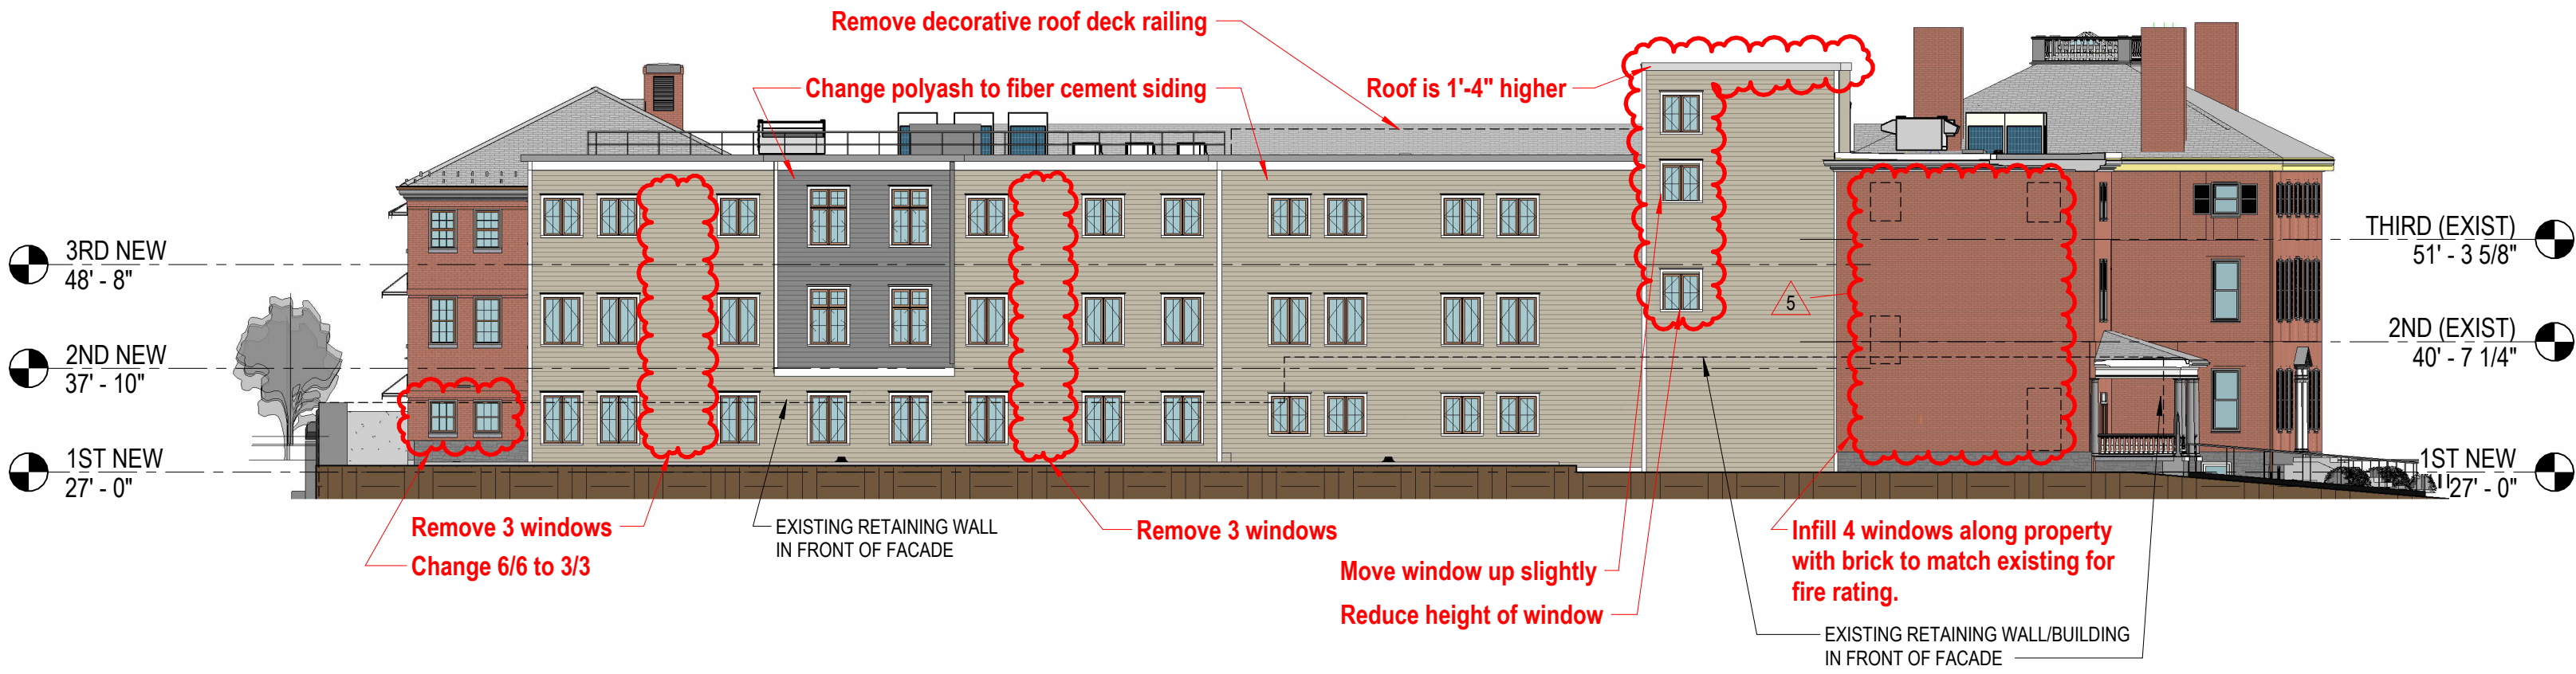 Remove decorative roof deck railing
Change polyash to fiber cement siding
Roof is 1'-4" higher
3RD NEW
48' - 8"
THIRD (EXIST)
51' - 3 5/8"
5
2ND NEW
37' - 10"
2ND (EXIST)
40' - 7 1/4"
1ST NEW
27' - 0"
1ST NEW
27' - 0"
Remove 3 windows
Change 6/6 to 3/3
EXISTING RETAINING WALL
IN FRONT OF FACADE
Remove 3 windows
Move window up slightly
Reduce height of window
Infill 4 windows along property
with brick to match existing for
fire rating.
EXISTING RETAINING WALL/BUILDING
IN FRONT OF FACADE